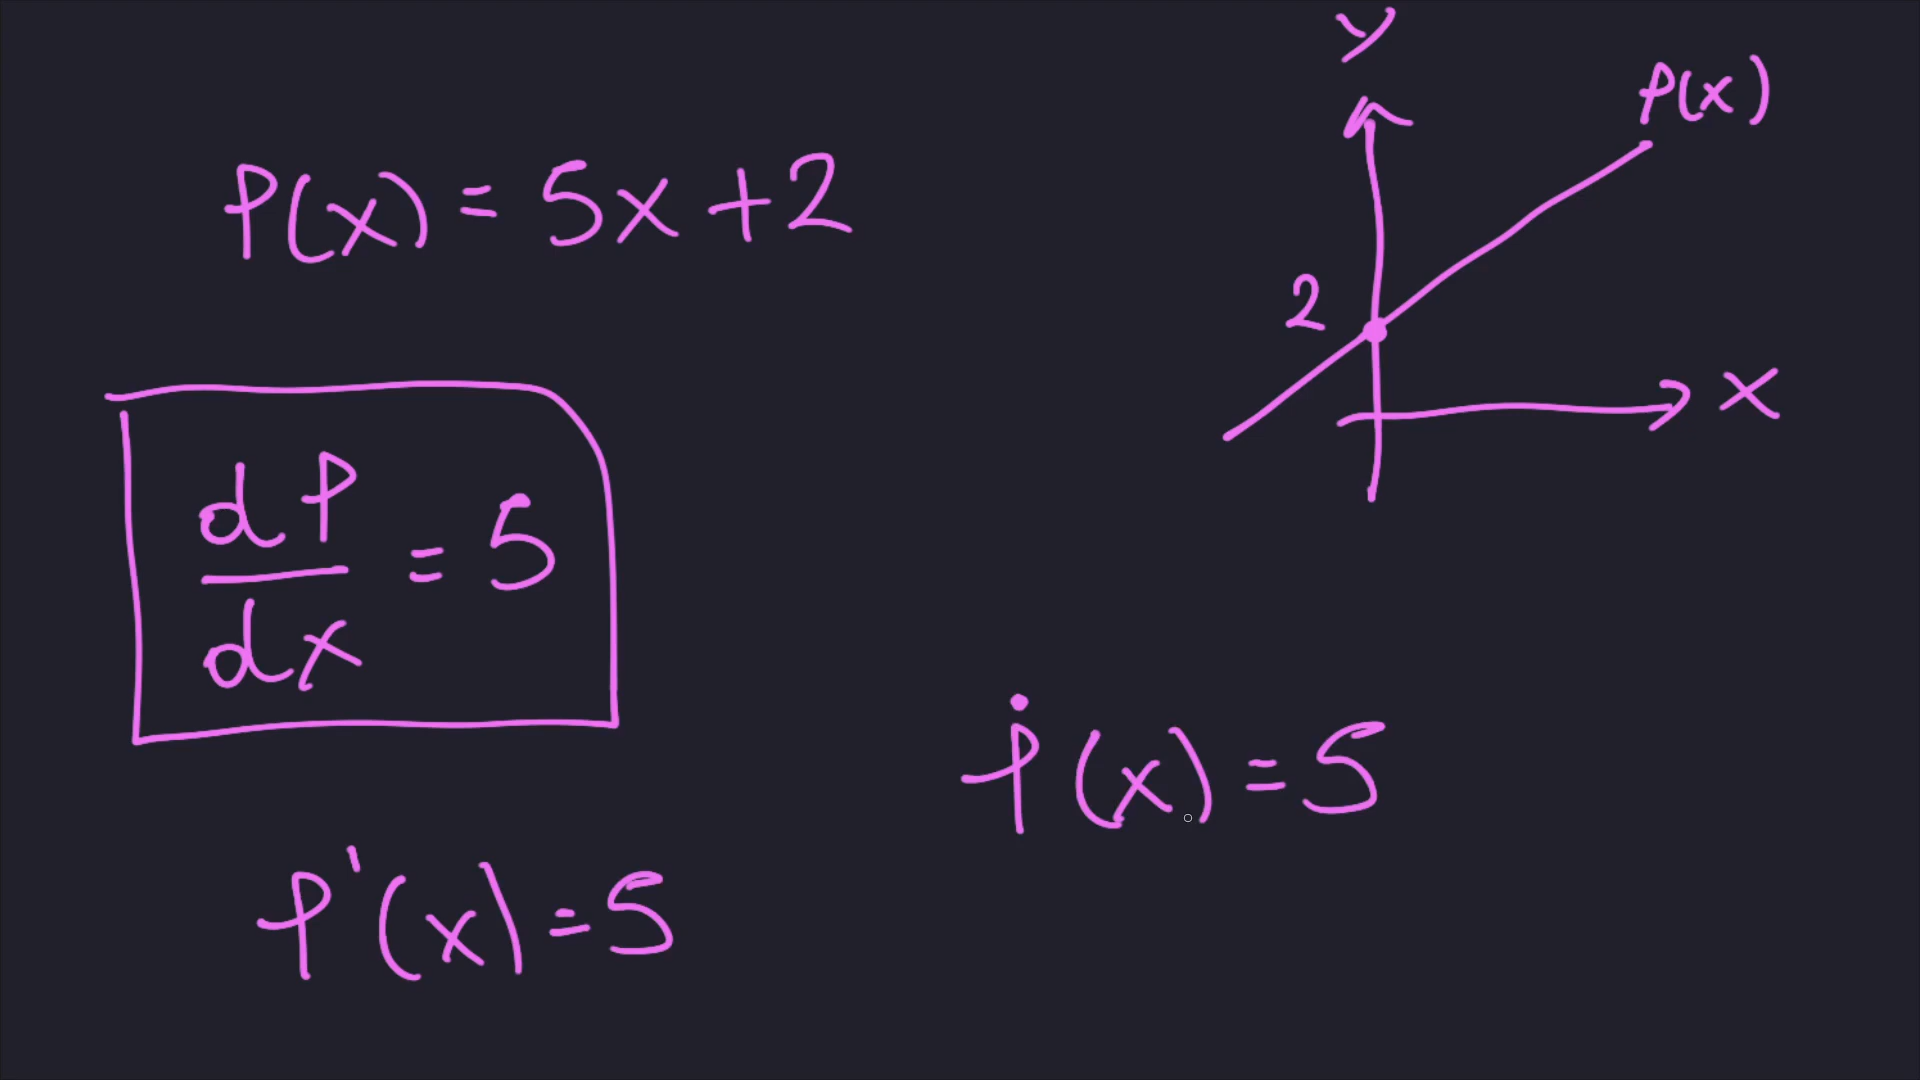 P(x) = 5x + 2
y
P(x)
2
x
dP
dx
= 5
Ṗ(x) = 5
P'(x) = 5